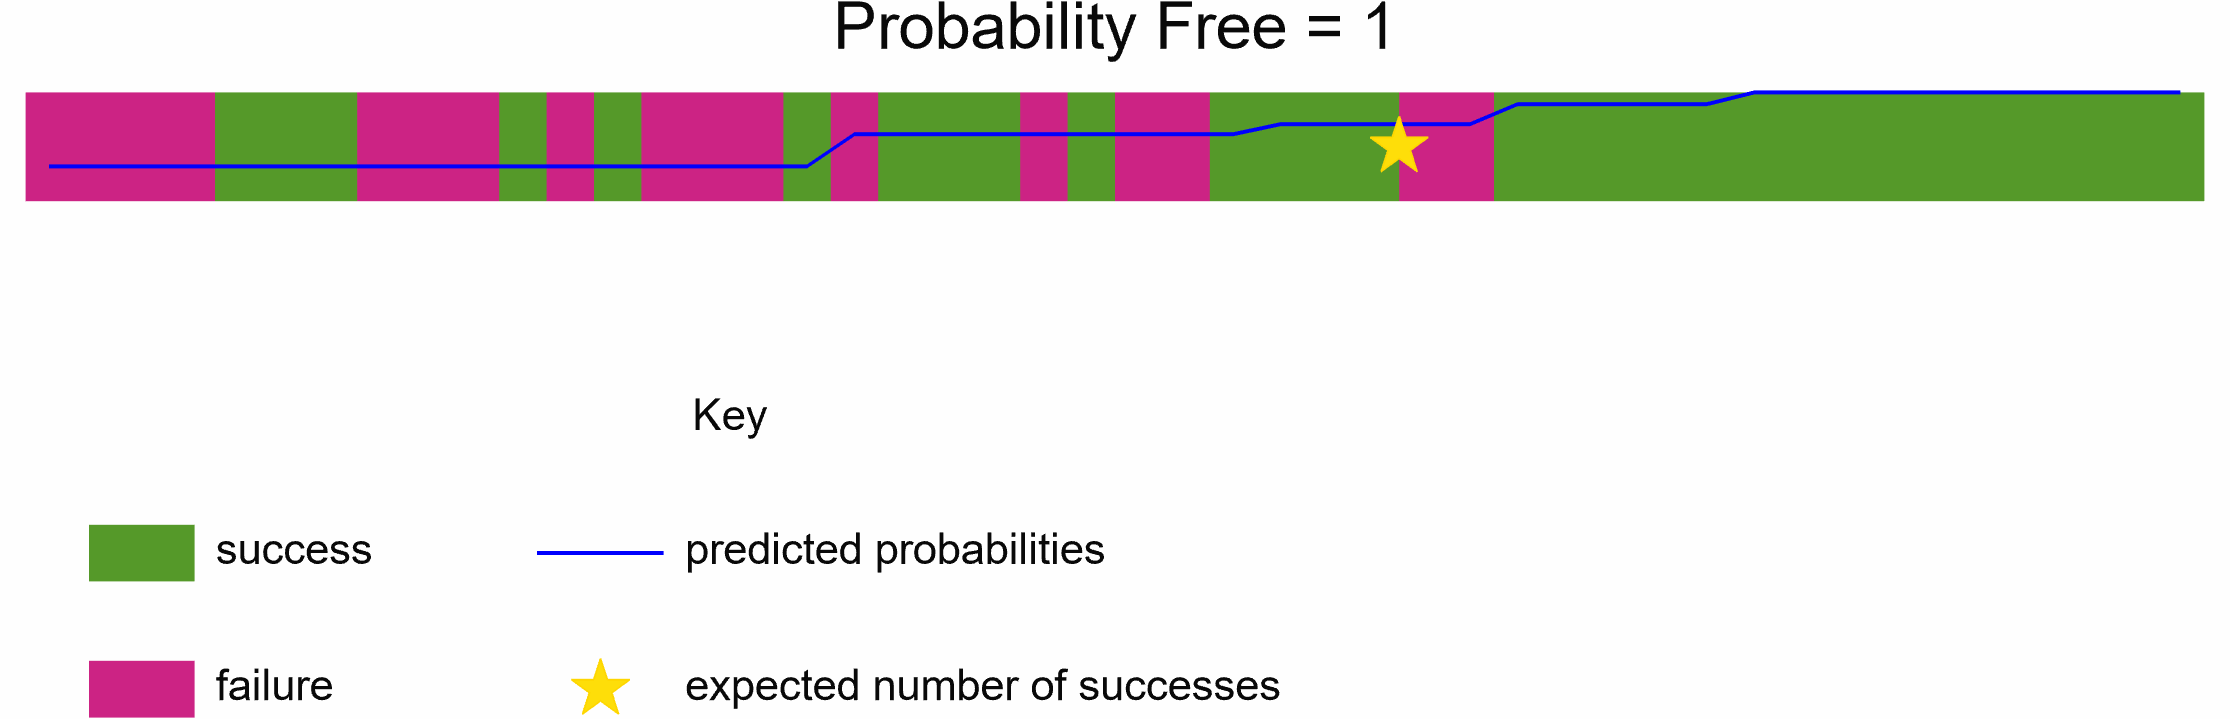 Probability Free = 1
Key
success
predicted probabilities
failure
expected number of successes